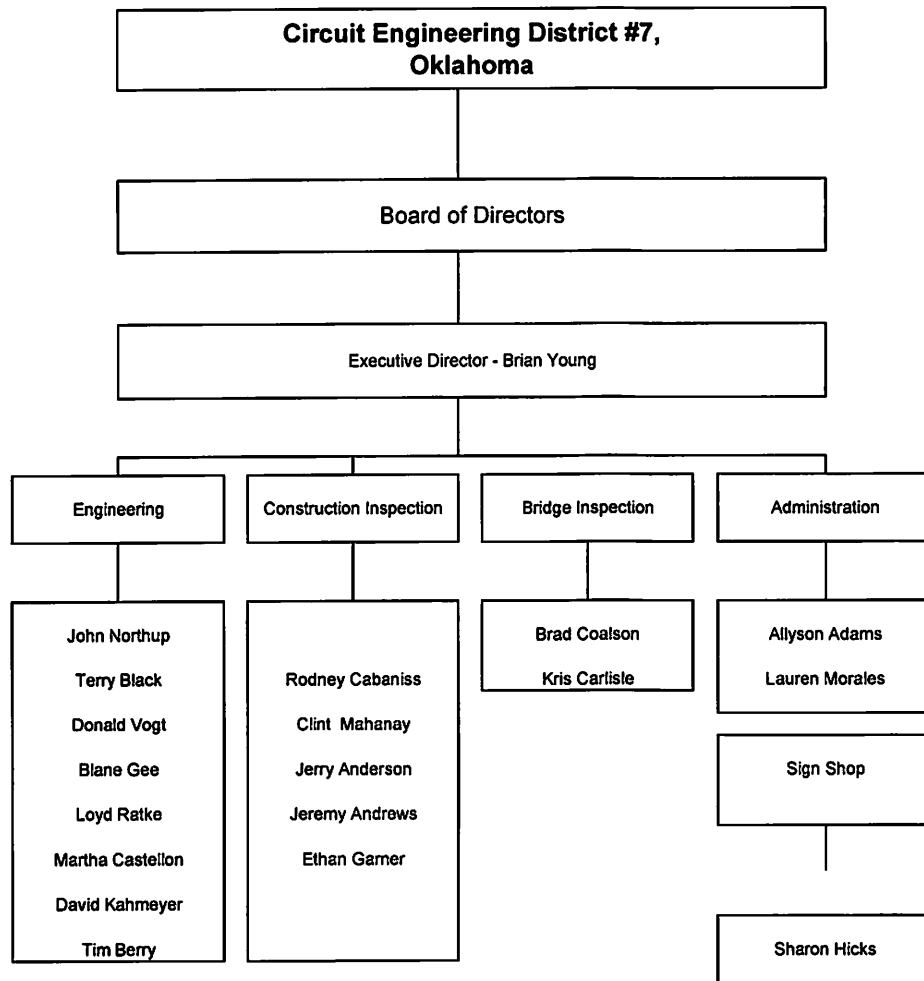 Circuit Engineering District #7,
Oklahoma
Board of Directors
Executive Director - Brian Young
Engineering
Construction Inspection
Bridge Inspection
Administration
John Northup
Terry Black
Donald Vogt
Blane Gee
Loyd Ratke
Martha Castellon
David Kahmeyer
Tim Berry
Rodney Cabaniss
Clint Mahanay
Jerry Anderson
Jeremy Andrews
Ethan Garner
Brad Coalson
Kris Carlisle
Allyson Adams
Lauren Morales
Sign Shop
Sharon Hicks